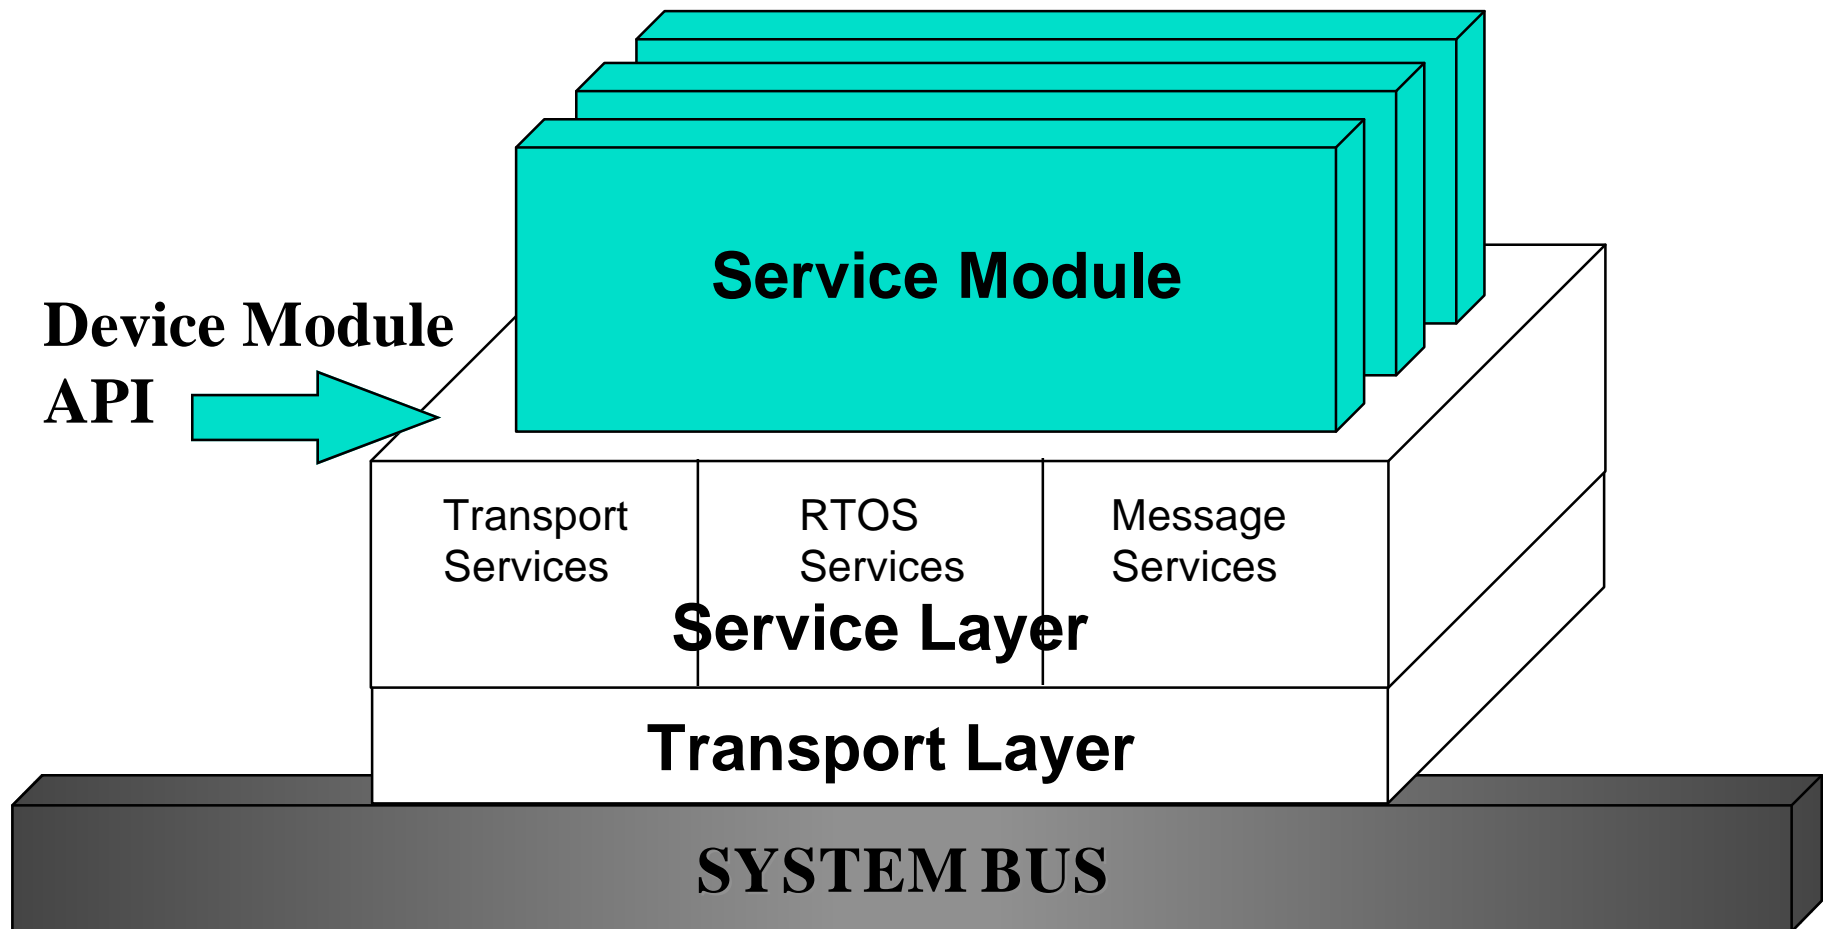 Service Module
Device Module
API
Transport
Services
RTOS
Services
Message
Services
Service Layer
Transport Layer
SYSTEM BUS